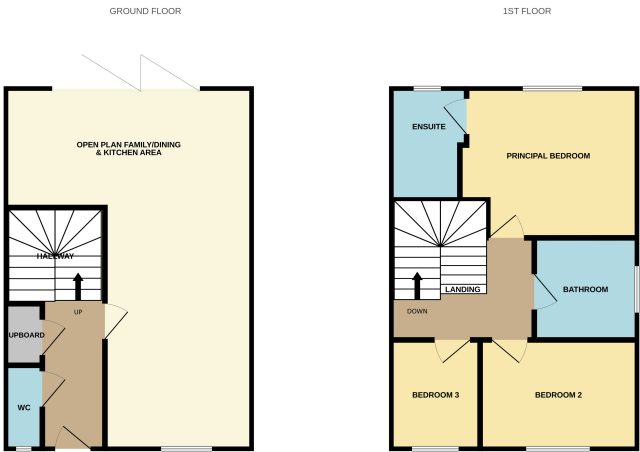 GROUND FLOOR
1ST FLOOR
OPEN PLAN FAMILY/DINING
& KITCHEN AREA
HALLWAY
UP
UPBOARD
WC
ENSUITE
PRINCIPAL BEDROOM
LANDING
DOWN
BATHROOM
BEDROOM 3
BEDROOM 2